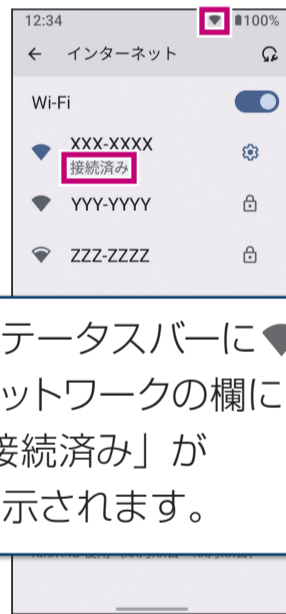 12:34 100%
インターネット
Wi-Fi
XXX-XXXX
接続済み
YYY-YYYY
ZZZ-ZZZZ
テータスバーに
ットワークの欄に
接続済み」が
示されます。